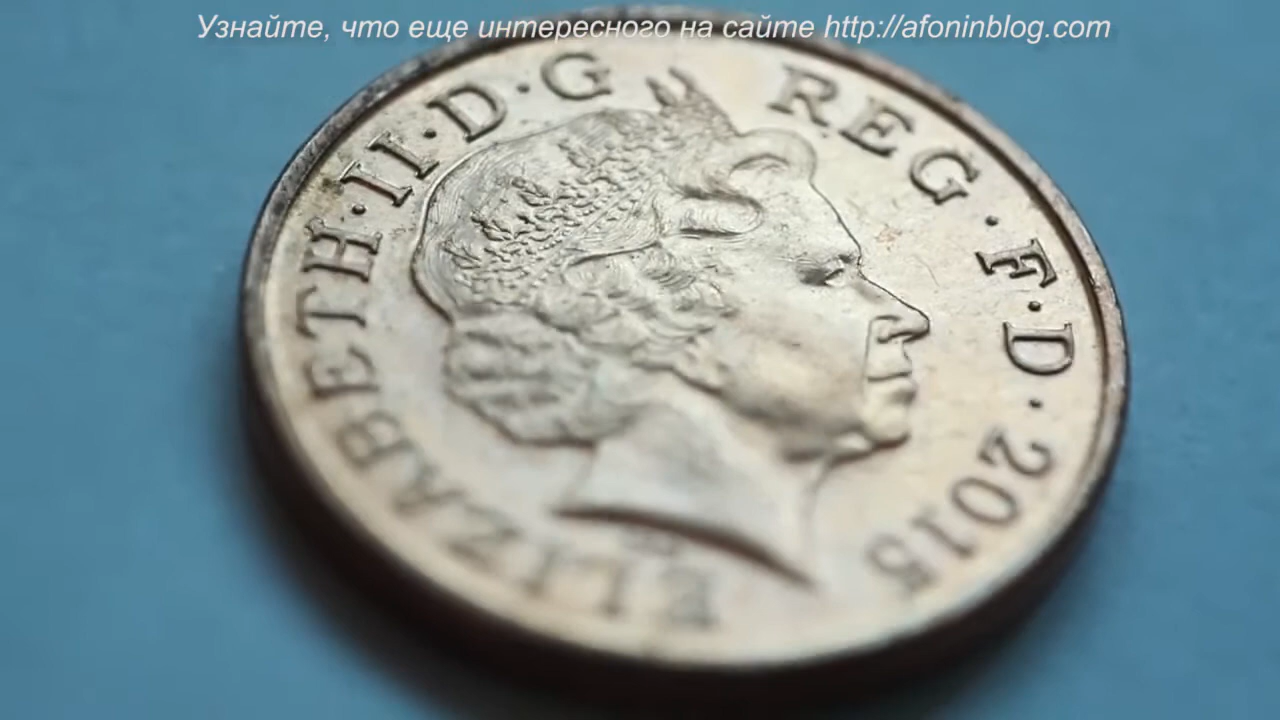 Узнайте, что еще интересного на сайте http://afoninblog.com
ELIZABETH·II·D·G REG·F·D·2015